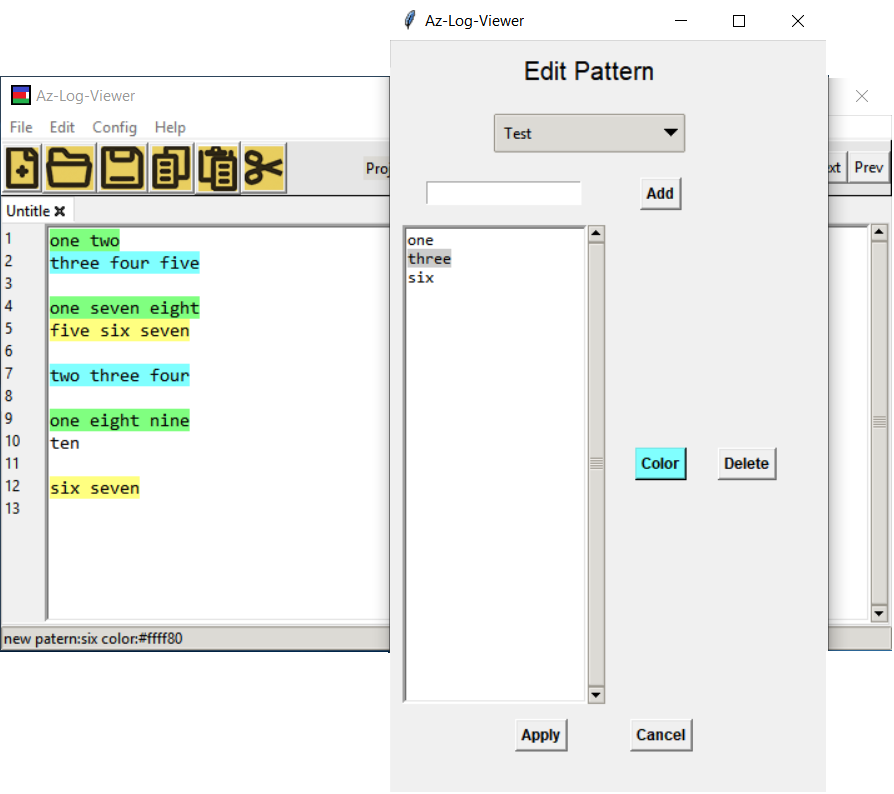 Az-Log-Viewer
Edit Pattern
Test
Add
one
three
six
Color Delete
Apply Cancel
Az-Log-Viewer
File Edit Config Help
Prev
Untitle
1 one two
2 three four five
3
4 one seven eight
5 five six seven
6
7 two three four
8
9 one eight nine
10 ten
11
12 six seven
13
new patern:six color:#ffff80